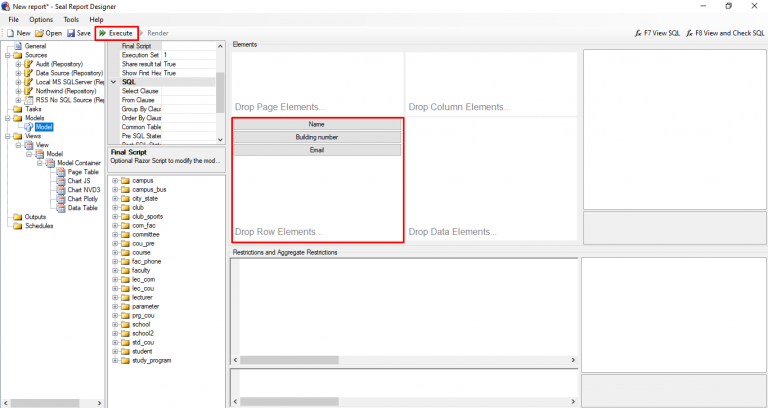 New report* - Seal Report Designer
File Options Tools Help
New Open Save Execute Render F7 View SQL F8 View and Check SQL
General
Sources
Audit (Repository)
Data Source (Repository)
Local MS SQLServer (Rep
Northwind (Repository)
RSS No SQL Source (Re
Tasks
Models
Model
Views
View
Model
Model Container
Page Table
Chart JS
Chart NVD3
Chart Plotly
Data Table
Outputs
Schedules
Final Script
Execution Set 1
Share result tal True
Show First Hea True
SQL
Select Clause
From Clause
Group By Claus
Order By Claus
Common Table
Pre SQL State
Final Script
Optional Razor Script to modify the mod...
campus
campus_bus
city_state
club
club_sports
com_fac
committee
cou_pre
course
fac_phone
faculty
lec_com
lec_cou
lecturer
parameter
prg_cou
school
school2
std_cou
student
study_program
Elements
Drop Page Elements...
Drop Column Elements...
Name
Building number
Email
Drop Row Elements...
Drop Data Elements...
Restrictions and Aggregate Restrictions